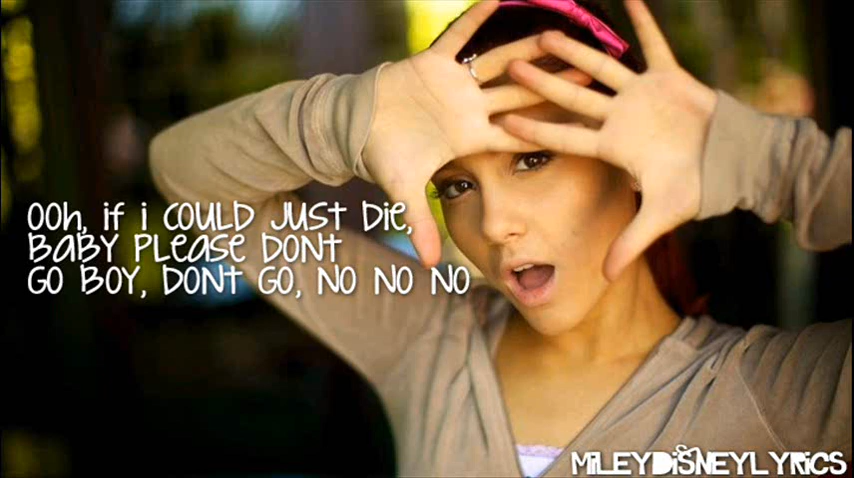 OOh, if i COULD JUST Die,
BABY PLeASe DONt
GO BOY, DONt GO, NO NO NO
MiLEYDiSNEYLYRiCS